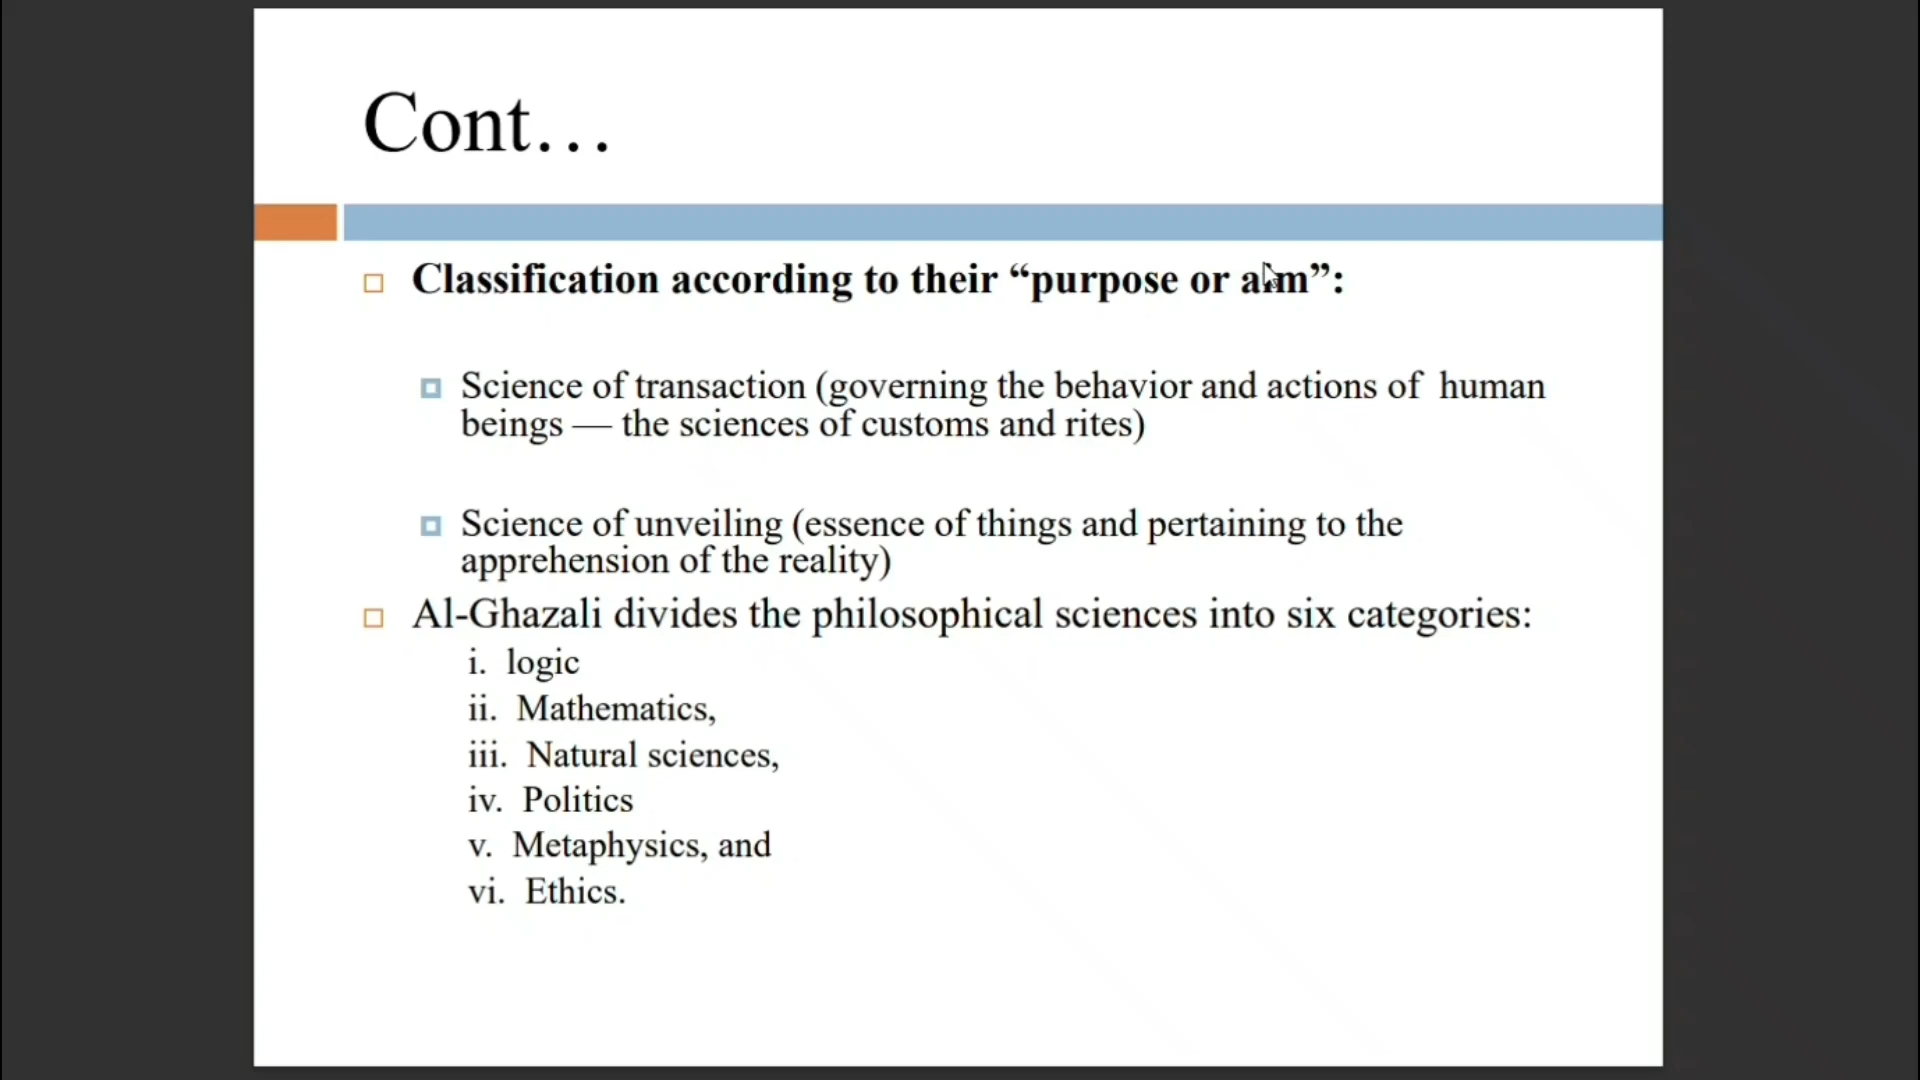 Cont…
Classification according to their “purpose or aim”:
Science of transaction (governing the behavior and actions of human
beings — the sciences of customs and rites)
Science of unveiling (essence of things and pertaining to the
apprehension of the reality)
Al-Ghazali divides the philosophical sciences into six categories:
i. logic
ii. Mathematics,
iii. Natural sciences,
iv. Politics
v. Metaphysics, and
vi. Ethics.